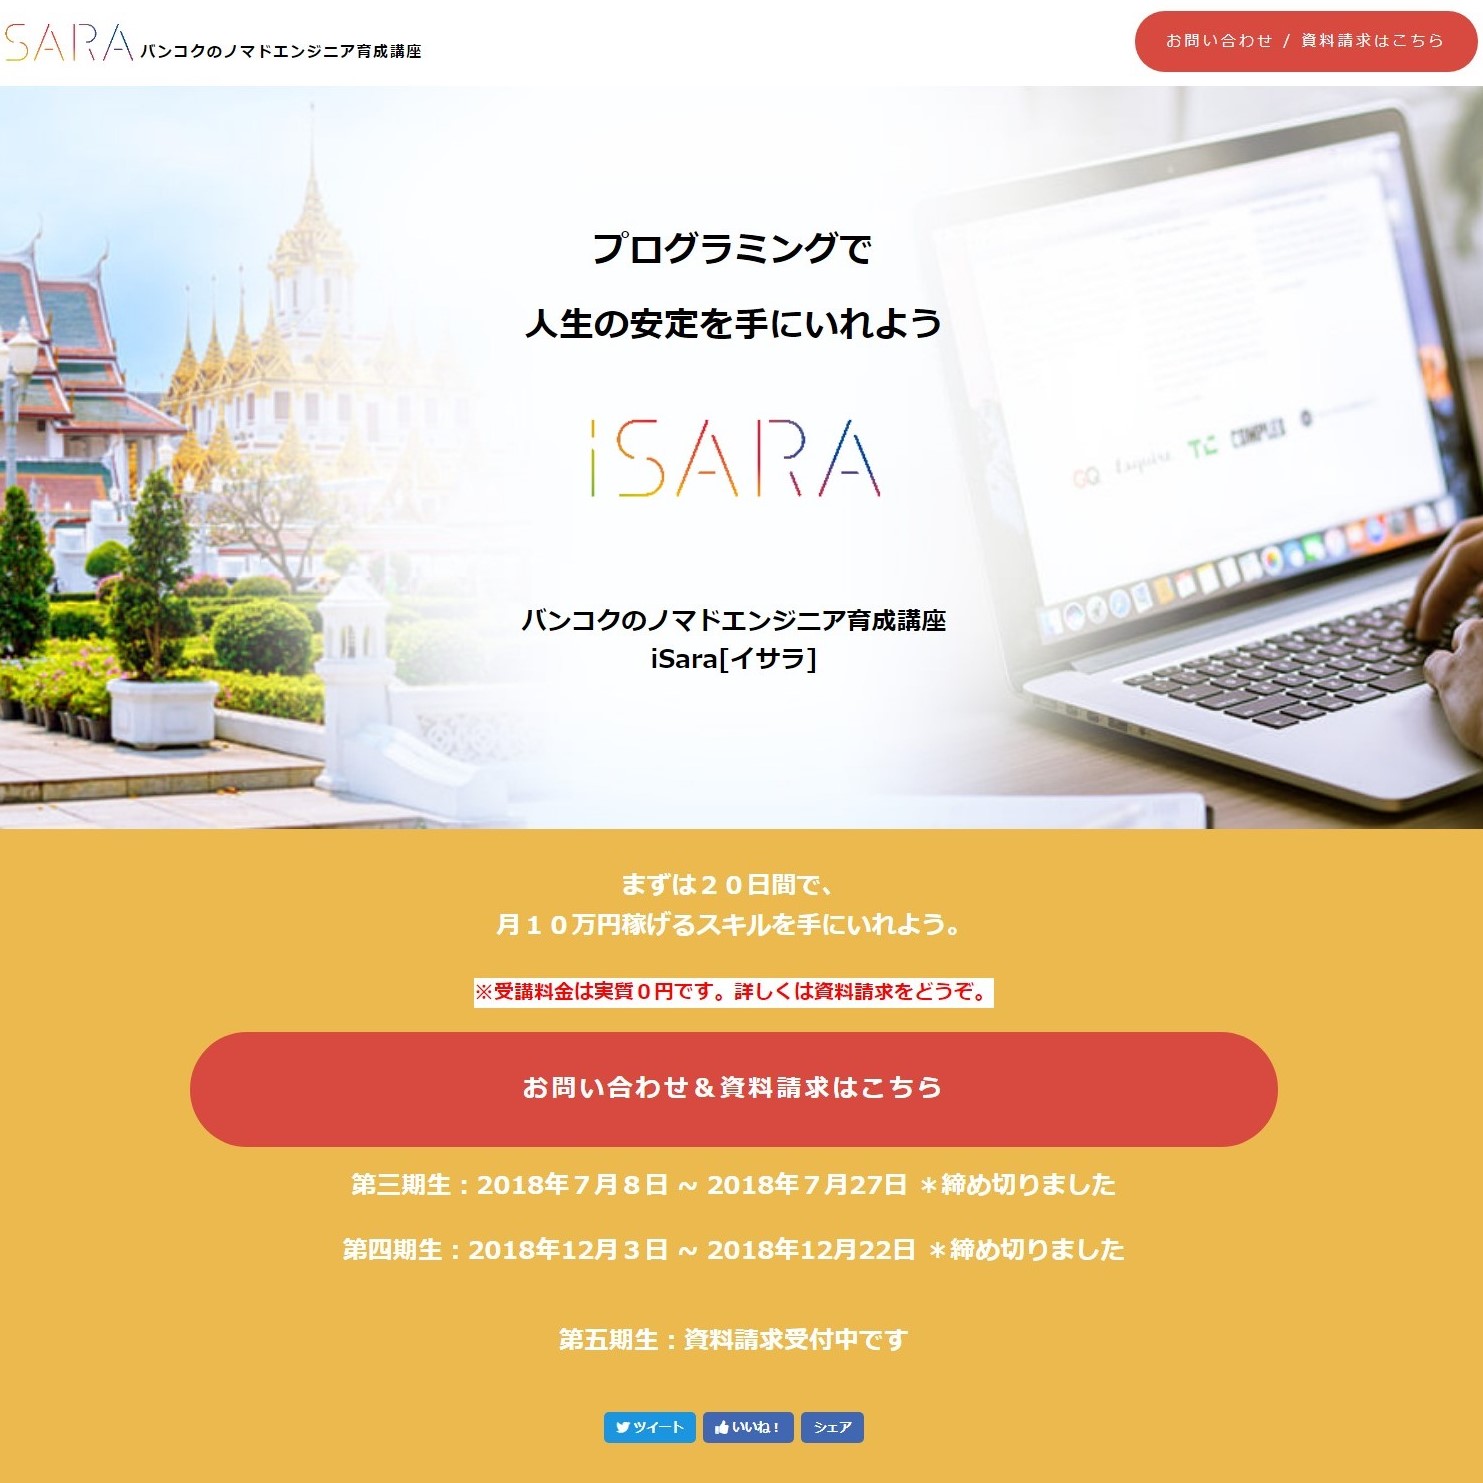 SARA バンコクのノマドエンジニア育成講座
お問い合わせ / 資料請求はこちら
プログラミングで
人生の安定を手にいれよう
iSARA
GQ Esquire TC COMPLEX
バンコクのノマドエンジニア育成講座
iSara[イサラ]
まずは２０日間で、
月１０万円稼げるスキルを手にいれよう。
※受講料金は実質０円です。詳しくは資料請求をどうぞ。
お問い合わせ＆資料請求はこちら
第三期生：2018年７月８日 ~ 2018年７月27日 ＊締め切りました
第四期生：2018年12月３日 ~ 2018年12月22日 ＊締め切りました
第五期生：資料請求受付中です
ツイート いいね！ シェア